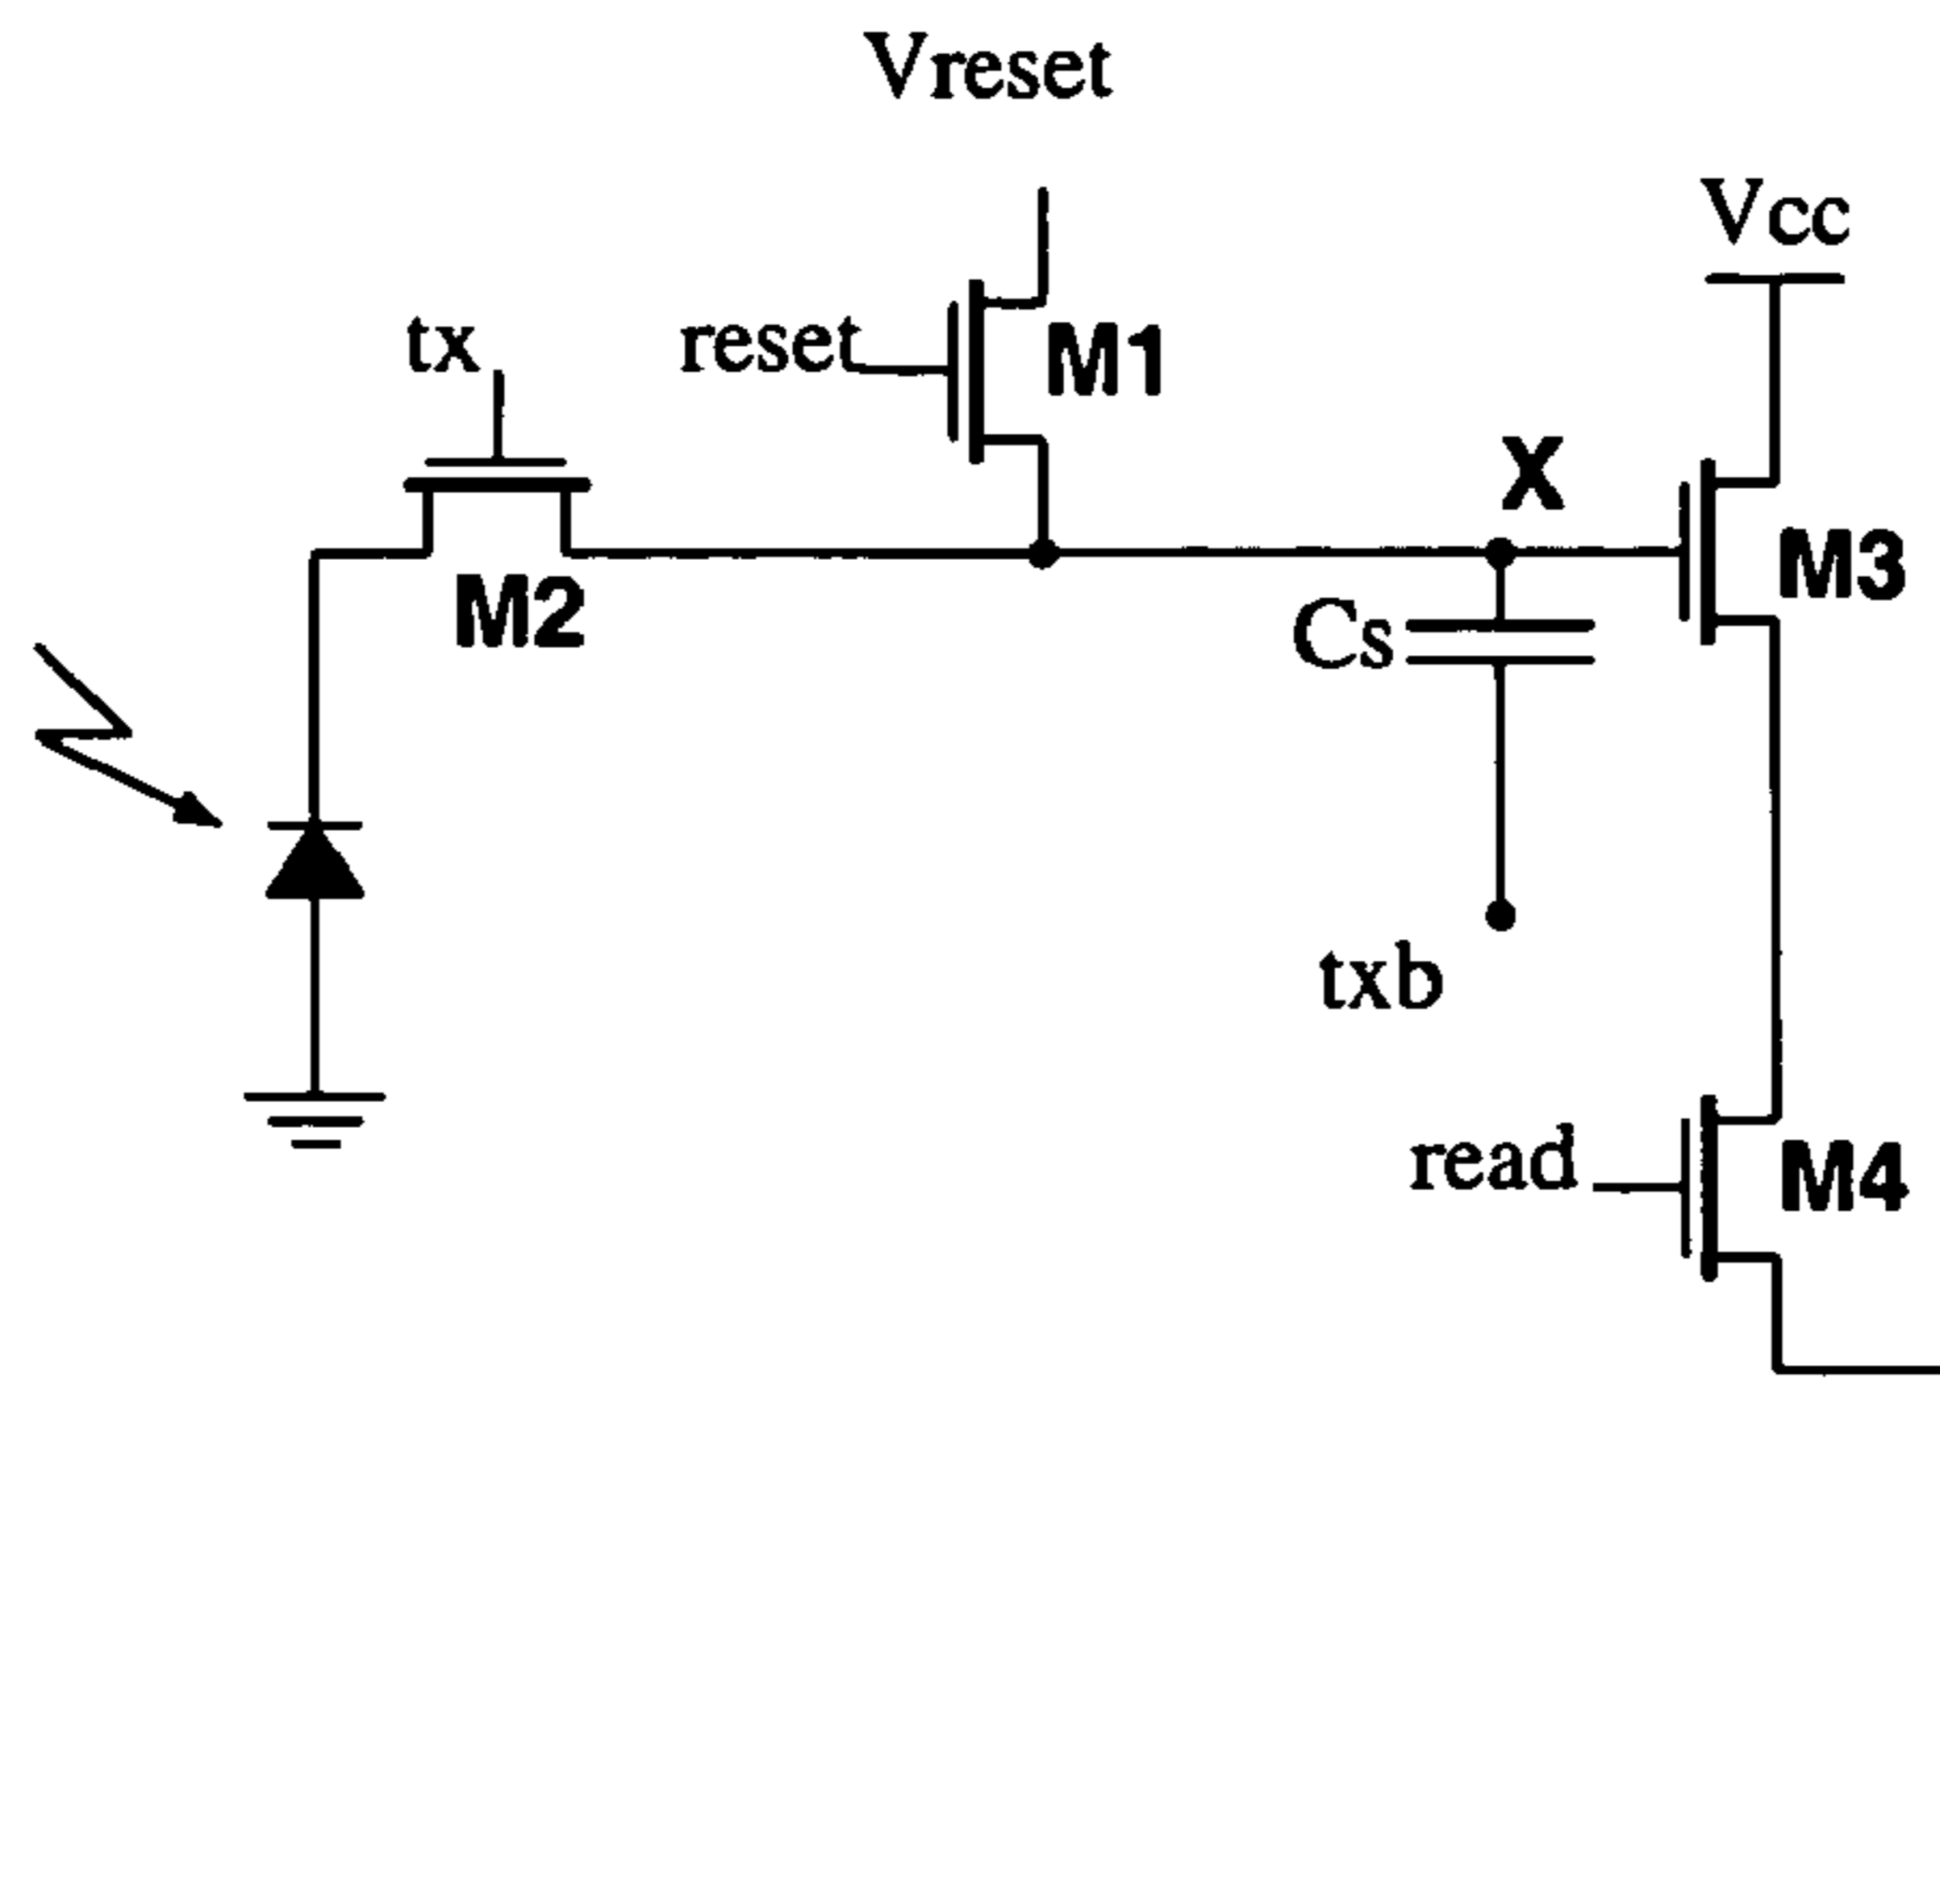 Vreset
Vcc
tx
reset
M1
X
M3
M2
Cs
txb
read
M4